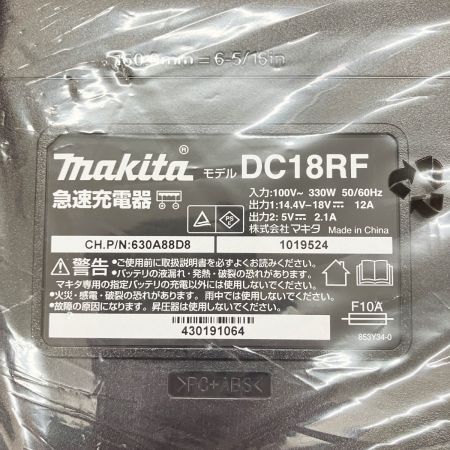 160.9mm=6-5/16in
makita® モデル DC18RF
急速充電器
入力:100V~ 330W 50/60Hz
出力1:14.4V⎓18V⎓ 12A
出力2: 5V⎓ 2.1A
株式会社マキタ Made in China
PS
E
CH.P/N:630A88D8
1019524
⚠警告
●ご使用前に取扱説明書を必ずよくお読みください。
●バッテリの液漏れ・発熱・破裂の恐れがあります。
マキタ専用の指定バッテリの充電以外には使用しないでください。
●火災・感電・破裂の恐れ。雨中では使用しないでください。
●故障の原因になります。昇圧器は使用しないでください。
F10A
430191064
853Y34-0
>PC+ABS<